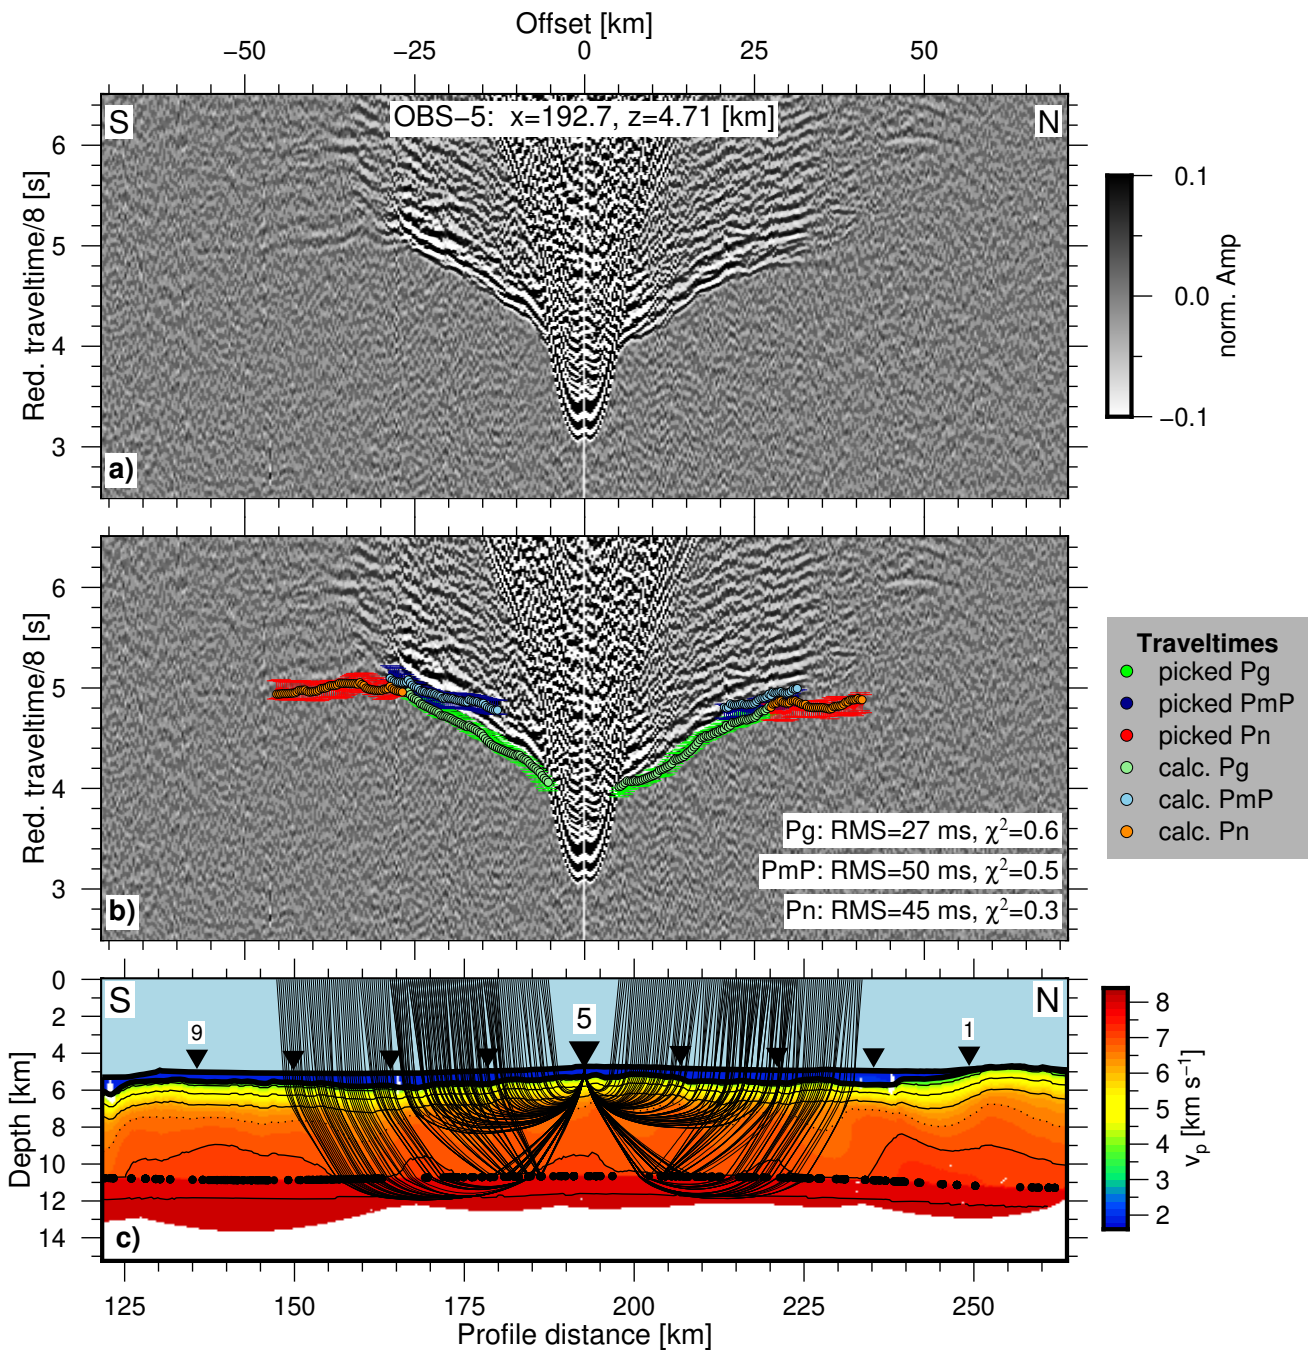 Offset [km]
−50 −25 0 25 50
S
OBS−5: x=192.7, z=4.71 [km]
N
6
5
4
3
Red. traveltime/8 [s]
a)
0.1
0.0
−0.1
norm. Amp
6
5
4
3
Red. traveltime/8 [s]
b)
Pg: RMS=27 ms, χ²=0.6
PmP: RMS=50 ms, χ²=0.5
Pn: RMS=45 ms, χ²=0.3
Traveltimes
picked Pg
picked PmP
picked Pn
calc. Pg
calc. PmP
calc. Pn
0
2
4
6
8
10
12
14
Depth [km]
S
N
9
5
1
c)
8
7
6
5
4
3
2
vₚ [km s⁻¹]
125 150 175 200 225 250
Profile distance [km]